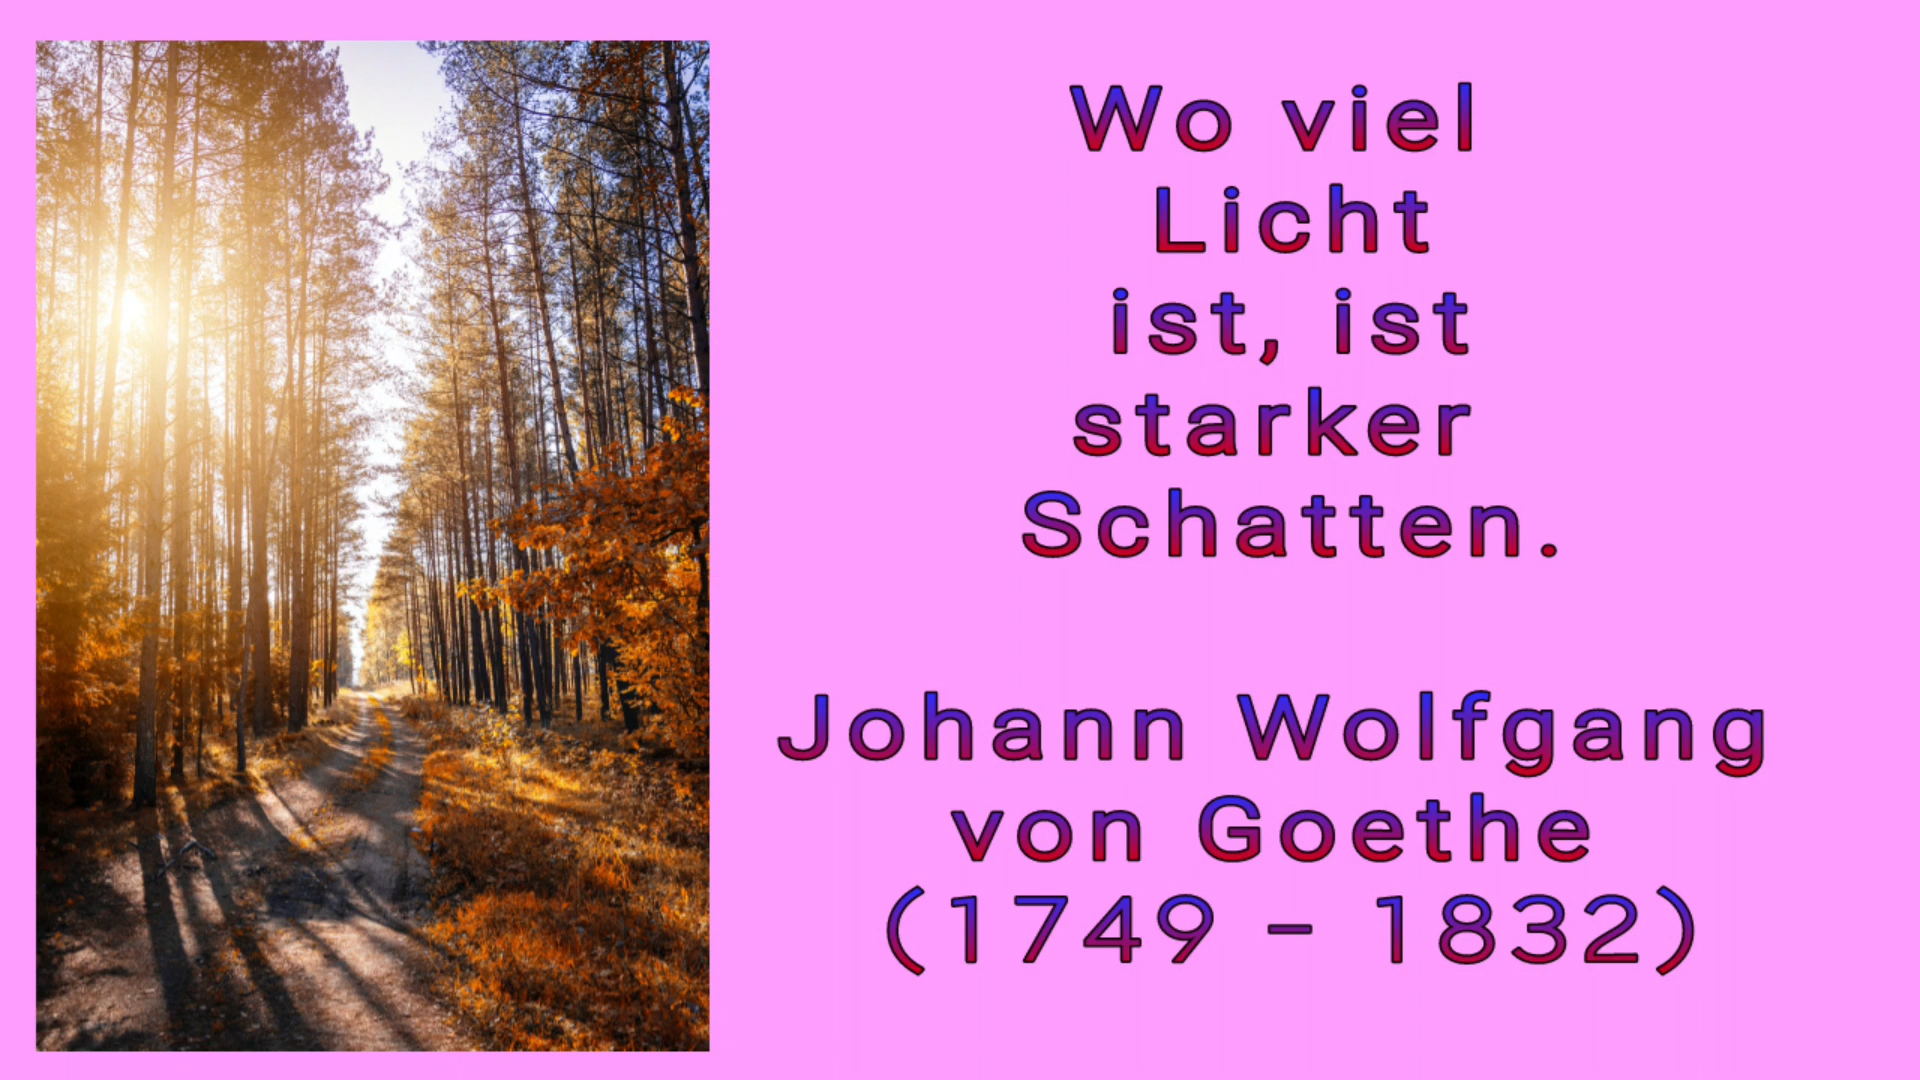 Wo viel
Licht
ist, ist
starker
Schatten.
Johann Wolfgang
von Goethe
(1749 - 1832)